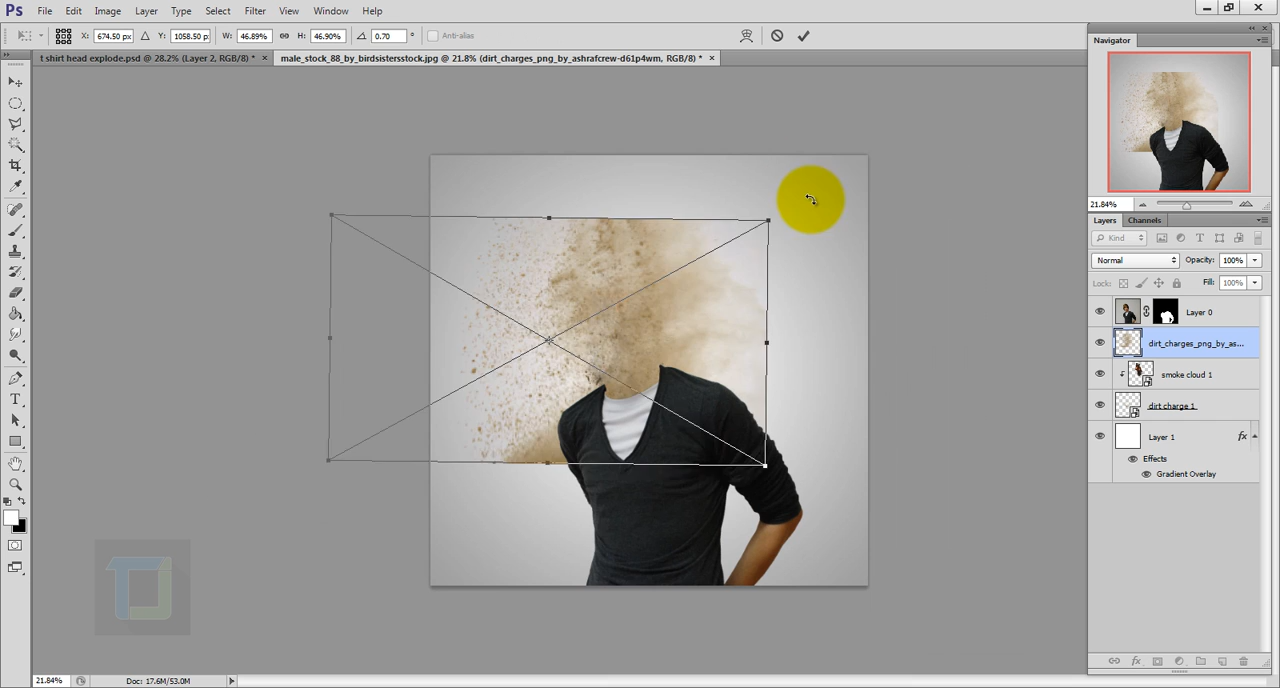 Ps File Edit Image Layer Type Select Filter View Window Help
X: 674.50 px Y: 1058.50 p: W: 46.89% H: 46.90% 0.70 ° Anti-alias
t shirt head explode.psd @ 28.2% (Layer 2, RGB/8) * × male_stock_88_by_birdsistersstock.jpg @ 21.8% (dirt_charges_png_by_ashrafcrew-d61p4wm, RGB/8) * ×
Navigator
21.84%
Layers Channels
Kind
Normal Opacity: 100%
Lock: Fill: 100%
Layer 0
dirt_charges_png_by_as...
smoke cloud 1
dirt charge 1
Layer 1 fx
Effects
Gradient Overlay
T
fx
21.84% Doc: 17.6M/53.0M